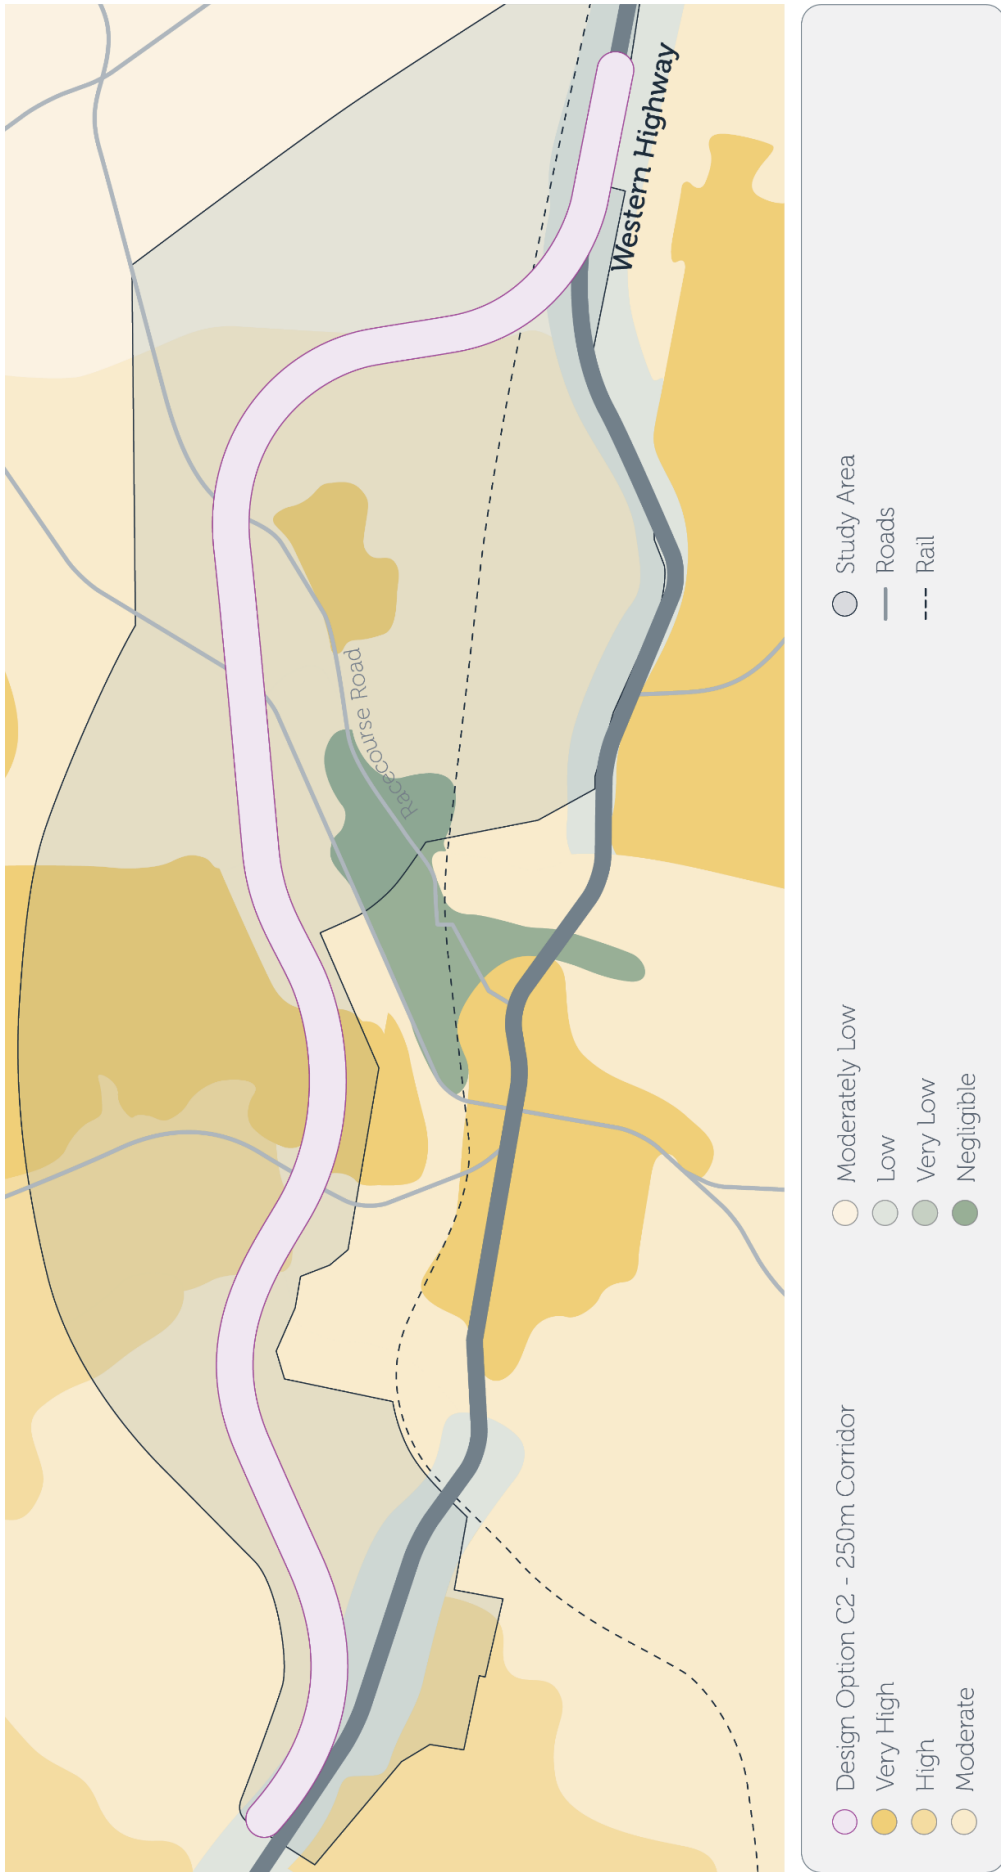 Western Highway
Racecourse Road
Design Option C2 - 250m Corridor
Very High
High
Moderate
Moderately Low
Low
Very Low
Negligible
Study Area
Roads
Rail